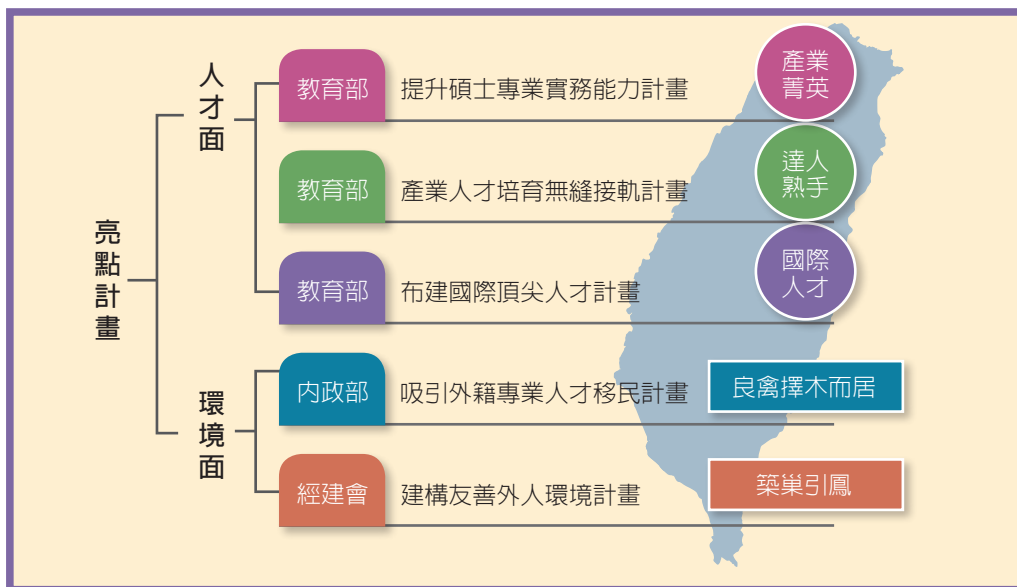 亮點計畫
人才面
教育部 提升碩士專業實務能力計畫
產業
菁英
教育部 產業人才培育無縫接軌計畫
達人
熟手
教育部 布建國際頂尖人才計畫
國際
人才
環境面
內政部 吸引外籍專業人才移民計畫 良禽擇木而居
經建會 建構友善外人環境計畫 築巢引鳳